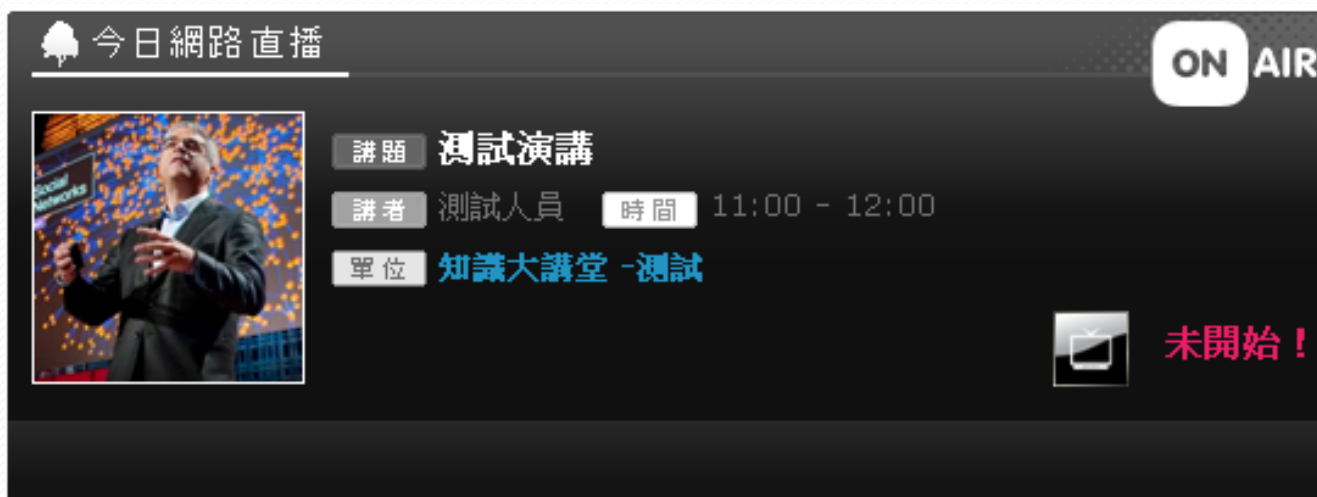 今日網路直播
ON AIR
Social
Networks
講題 測試演講
講者 測試人員 時間 11:00 - 12:00
單位 知識大講堂 -測試
未開始！